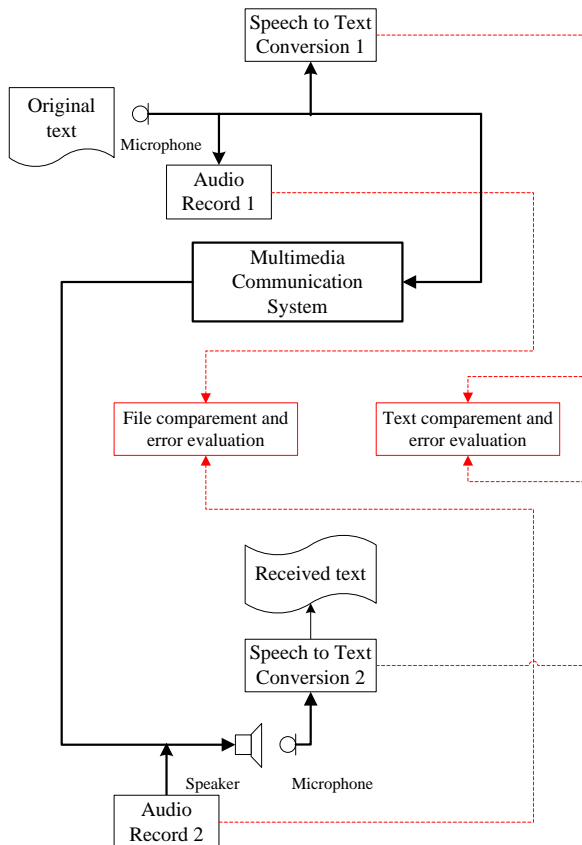 Speech to Text
Conversion 1
Original
text
Microphone
Audio
Record 1
Multimedia
Communication
System
File comparement and
error evaluation
Text comparement and
error evaluation
Received text
Speech to Text
Conversion 2
Speaker
Microphone
Audio
Record 2